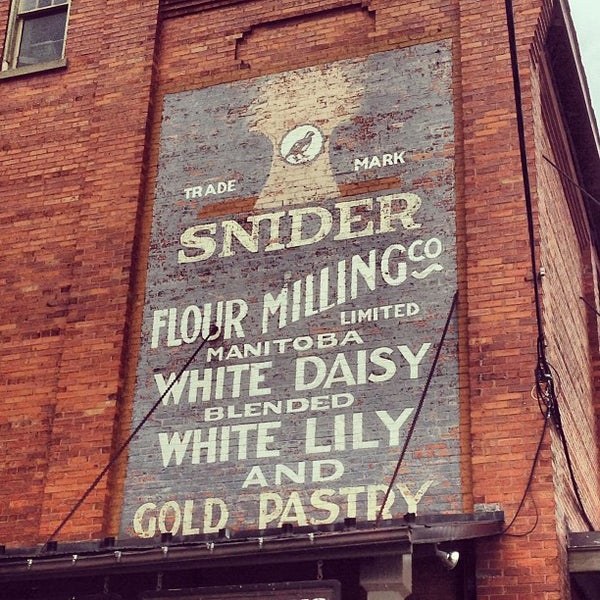 TRADE MARK
SNIDER
FLOUR MILLING CO
LIMITED
MANITOBA
WHITE DAISY
BLENDED
WHITE LILY
AND
GOLD PASTRY